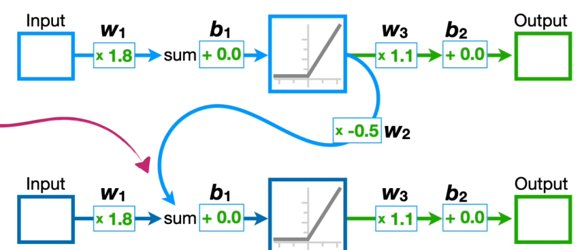 Input w₁ b₁ w₃ b₂ Output
x 1.8 sum + 0.0 x 1.1 + 0.0
x -0.5 w₂
Input w₁ b₁ w₃ b₂ Output
x 1.8 sum + 0.0 x 1.1 + 0.0